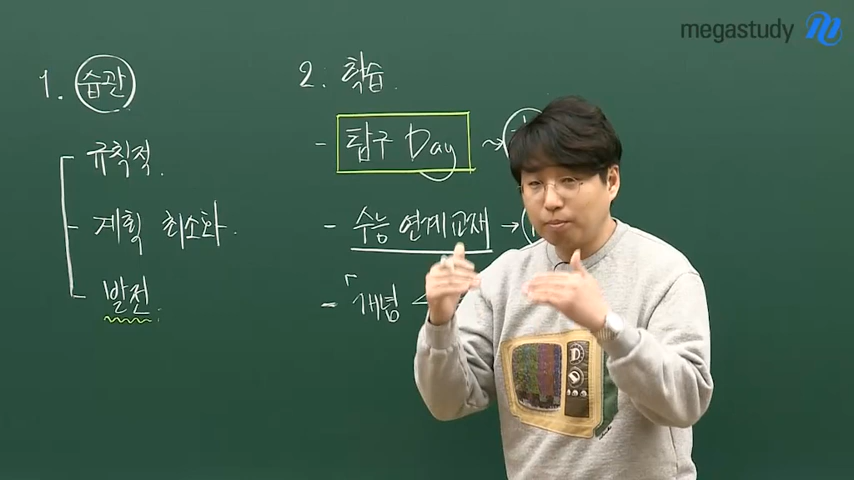 megastudy
1. 습관
규칙적.
- 계획 최소화.
발전
2. 학습.
- 탐구 Day →
- 수능 연계교재 →
- 「개념